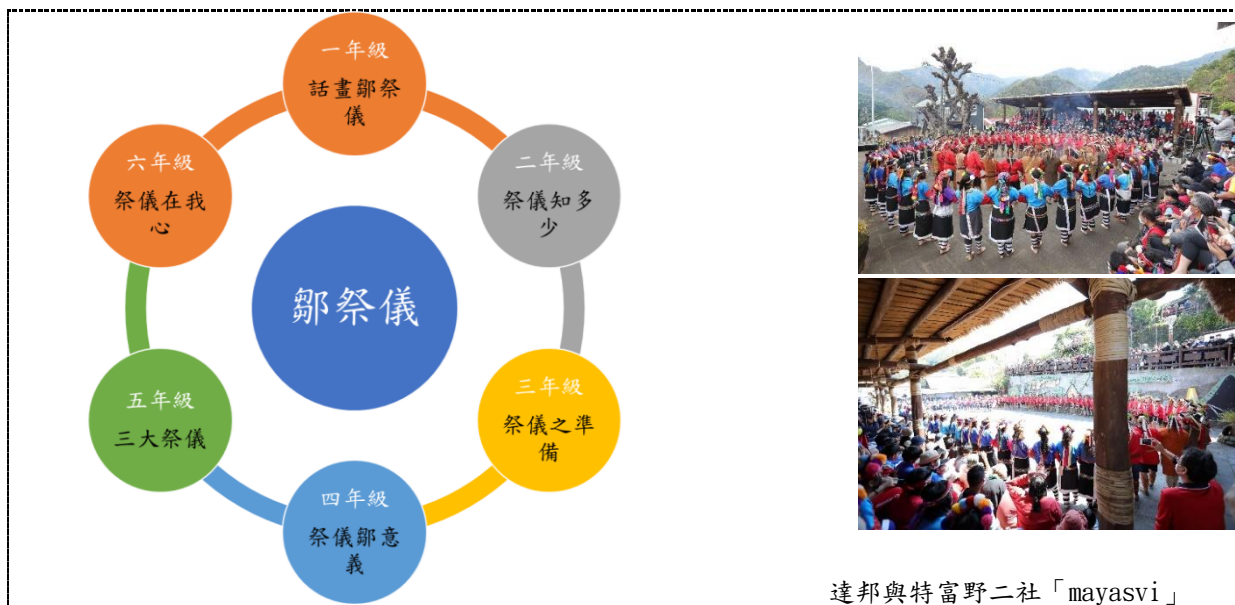 一年級
話畫鄒祭
儀
二年級
祭儀知多
少
三年級
祭儀之準
備
四年級
祭儀鄒意
義
五年級
三大祭儀
六年級
祭儀在我
心
鄒祭儀
達邦與特富野二社「mayasvi」